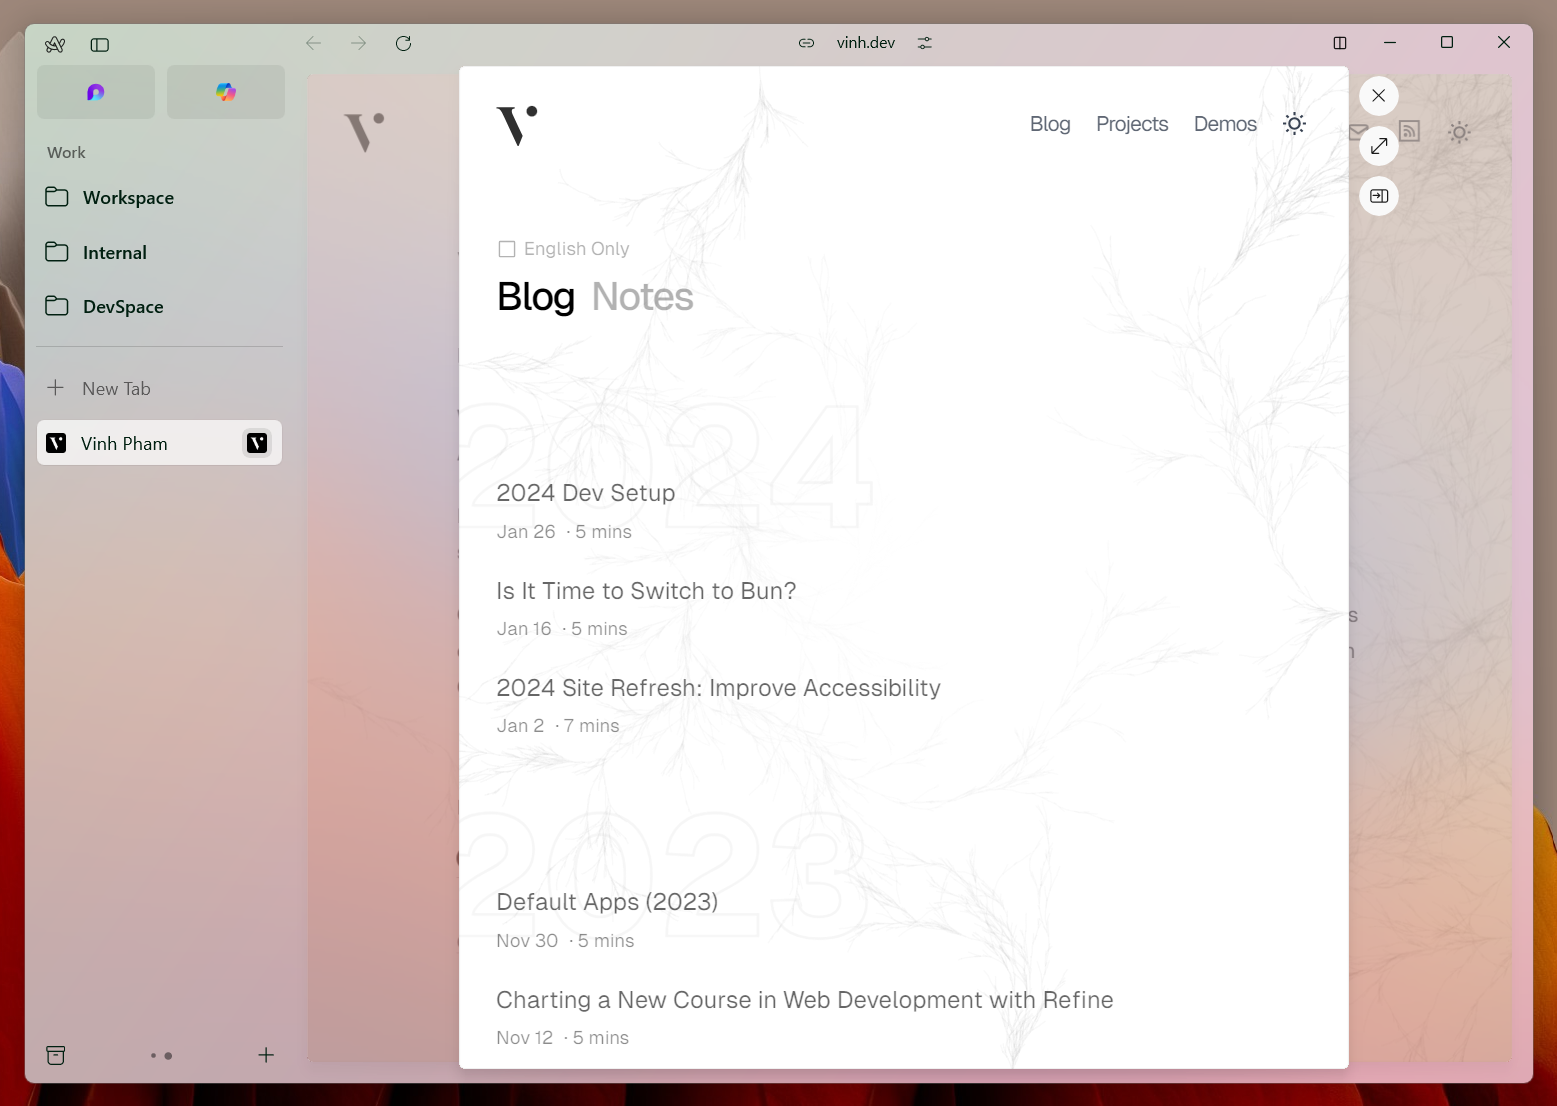 vinh.dev
Work
Workspace
Internal
DevSpace
New Tab
Vinh Pham
Blog Projects Demos
English Only
Blog Notes
2024
2024 Dev Setup
Jan 26 · 5 mins
Is It Time to Switch to Bun?
Jan 16 · 5 mins
2024 Site Refresh: Improve Accessibility
Jan 2 · 7 mins
2023
Default Apps (2023)
Nov 30 · 5 mins
Charting a New Course in Web Development with Refine
Nov 12 · 5 mins